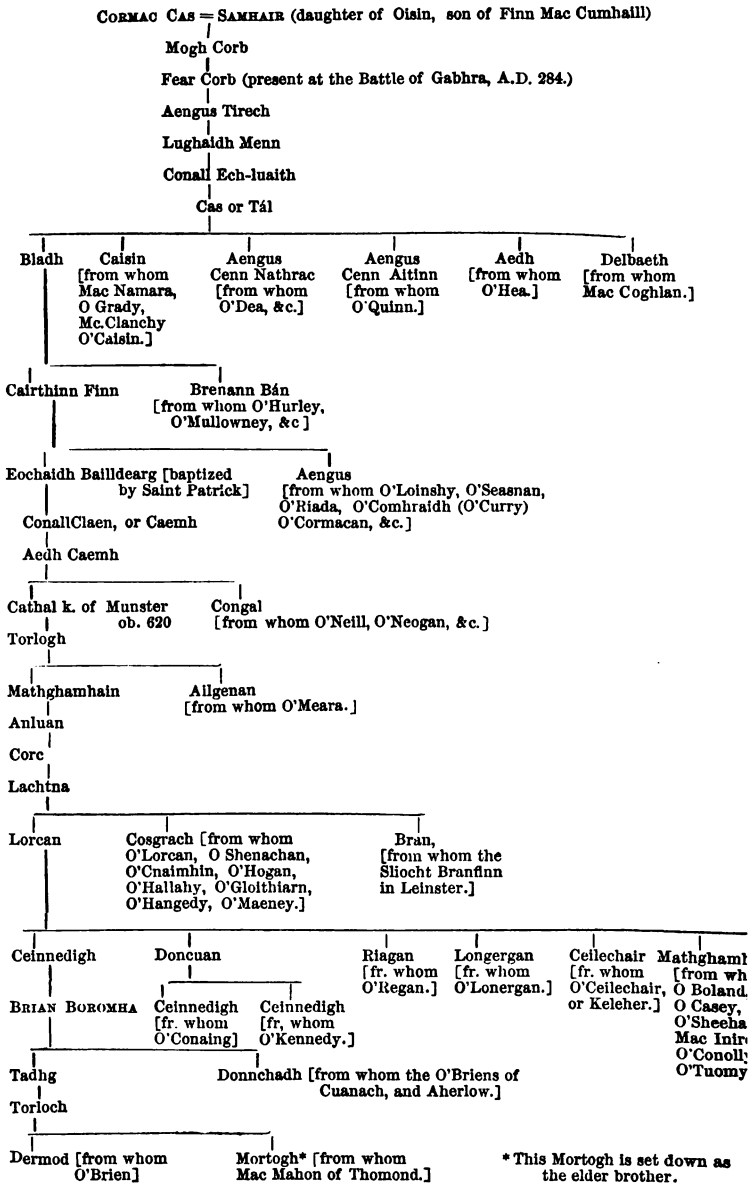 CORMAC CAS = SAMHAIR (daughter of Oisin, son of Finn Mac Cumhaill)
Mogh Corb
Fear Corb (present at the Battle of Gabhra, A.D. 284.)
Aengus Tirech
Lughaidh Menn
Conall Ech-luaith
Cas or Tál
Bladh
Caisin
[from whom
Mac Namara,
O Grady,
Mc.Clanchy
O'Caisin.]
Aengus
Cenn Nathrac
[from whom
O'Dea, &c.]
Aengus
Cenn Aitinn
[from whom
O'Quinn.]
Aedh
[from whom
O'Hea.]
Delbaeth
[from whom
Mac Coghlan.]
Cairthinn Finn
Brenann Bán
[from whom O'Hurley,
O'Mullowney, &c ]
Eochaidh Bailldearg [baptized
by Saint Patrick]
Aengus
[from whom O'Loinshy, O'Seasnan,
O'Riada, O'Comhraidh (O'Curry)
O'Cormacan, &c.]
ConallClaen, or Caemh
Aedh Caemh
Cathal k. of Munster
ob. 620
Congal
[from whom O'Neill, O'Neogan, &c.]
Torlogh
Mathghamhain
Ailgenan
[from whom O'Meara.]
Anluan
Corc
Lachtna
Lorcan
Cosgrach [from whom
O'Lorcan, O Shenachan,
O'Cnaimhin, O'Hogan,
O'Hallahy, O'Gloithiarn,
O'Hangedy, O'Maeney.]
Bran,
[from whom the
Sliocht Branfinn
in Leinster.]
Ceinnedigh
Doncuan
Riagan
[fr. whom
O'Regan.]
Longergan
[fr. whom
O'Lonergan.]
Ceilechair
[fr. whom
O'Ceilechair,
or Keleher.]
Mathghamh
[from wh
O Boland,
O Casey,
O'Sheeha
Mac Inir
O'Conoll
O'Tuomy
BRIAN BOROMHA
Ceinnedigh
[fr. whom
O'Conaing]
Ceinnedigh
[fr, whom
O'Kennedy.]
Tadhg
Donnchadh [from whom the O'Briens of
Cuanach, and Aherlow.]
Torloch
Dermod [from whom
O'Brien]
Mortogh* [from whom
Mac Mahon of Thomond.]
* This Mortogh is set down as
the elder brother.